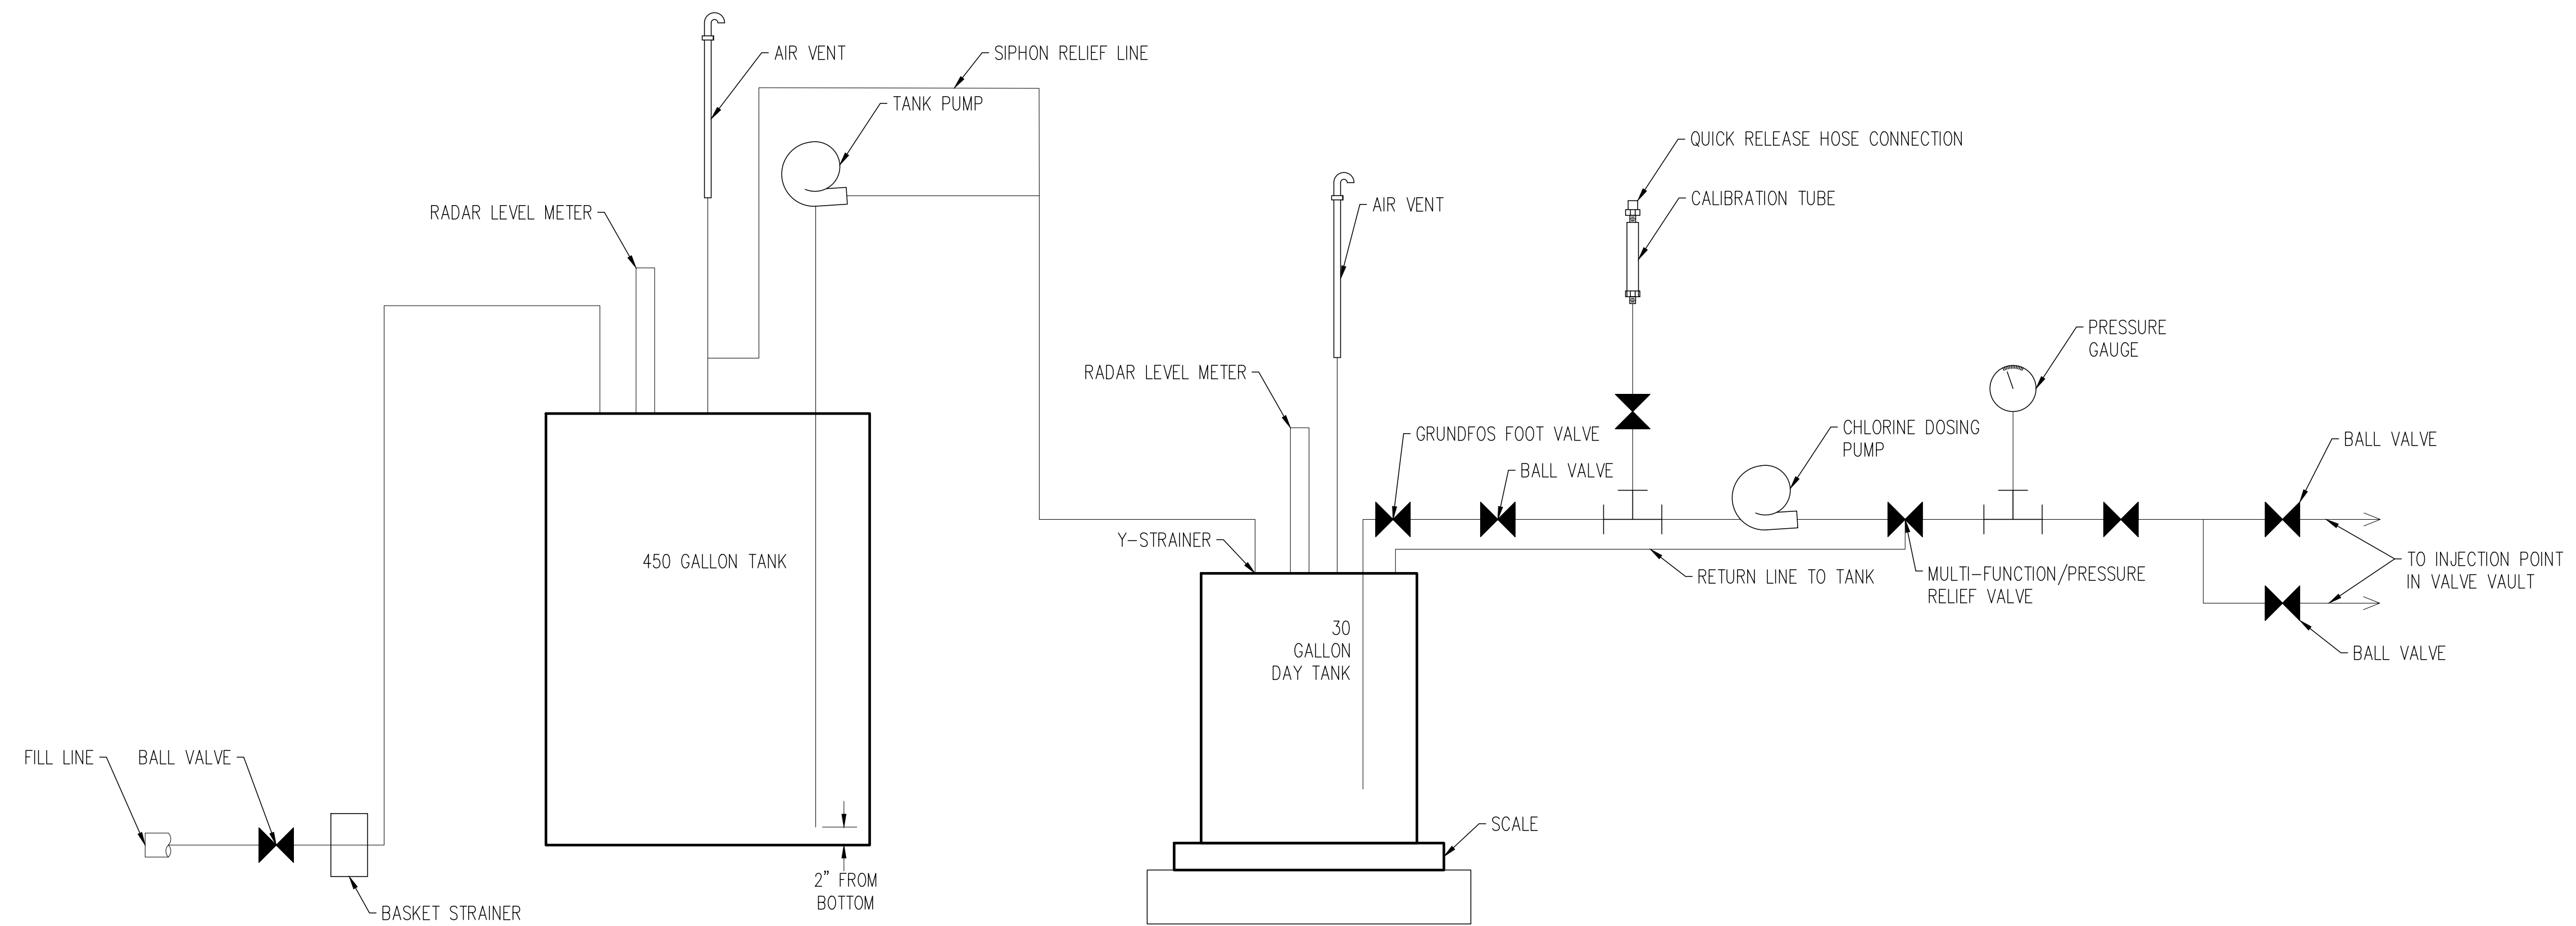 AIR VENT
SIPHON RELIEF LINE
TANK PUMP
QUICK RELEASE HOSE CONNECTION
CALIBRATION TUBE
RADAR LEVEL METER
AIR VENT
PRESSURE
GAUGE
RADAR LEVEL METER
GRUNDFOS FOOT VALVE
BALL VALVE
CHLORINE DOSING
PUMP
BALL VALVE
450 GALLON TANK
Y-STRAINER
RETURN LINE TO TANK
MULTI-FUNCTION/PRESSURE
RELIEF VALVE
TO INJECTION POINT
IN VALVE VAULT
30
GALLON
DAY TANK
BALL VALVE
FILL LINE
BALL VALVE
SCALE
2" FROM
BOTTOM
BASKET STRAINER